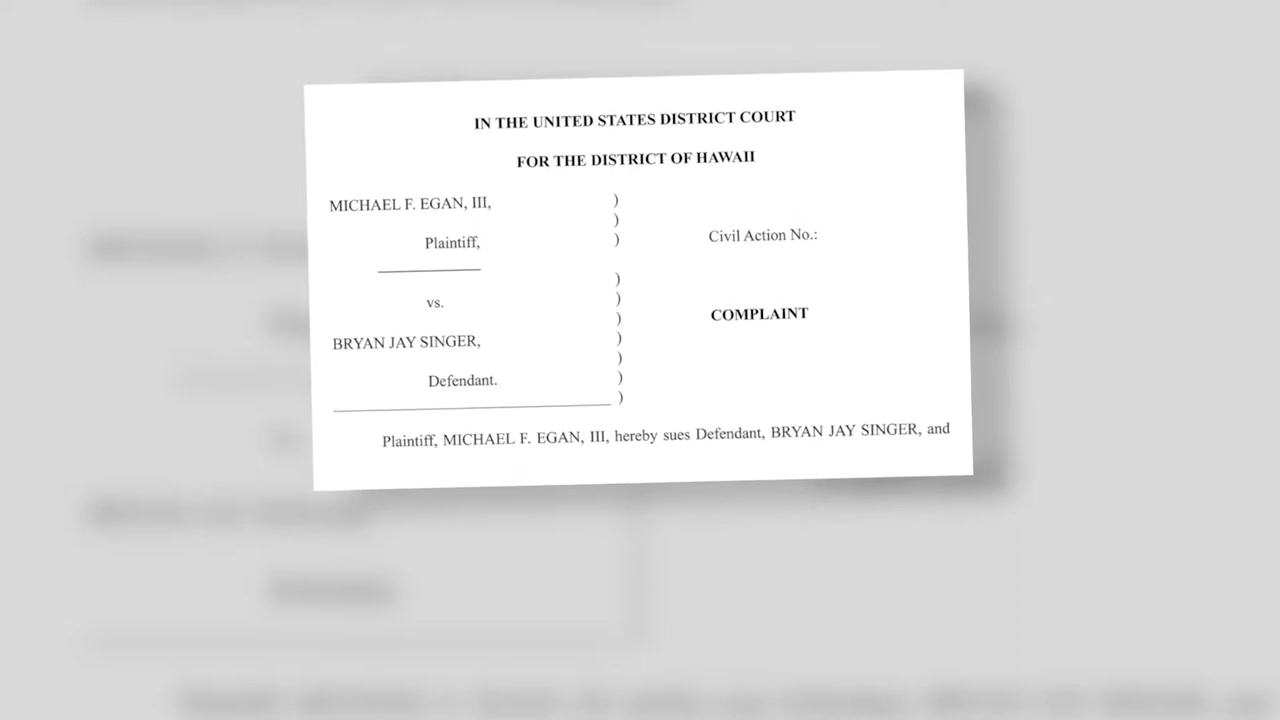 IN THE UNITED STATES DISTRICT COURT
FOR THE DISTRICT OF HAWAII
MICHAEL F. EGAN, III, )
)
Plaintiff, ) Civil Action No.:
)
vs. )
) COMPLAINT
BRYAN JAY SINGER, )
)
Defendant. )
)
Plaintiff, MICHAEL F. EGAN, III, hereby sues Defendant, BRYAN JAY SINGER, and